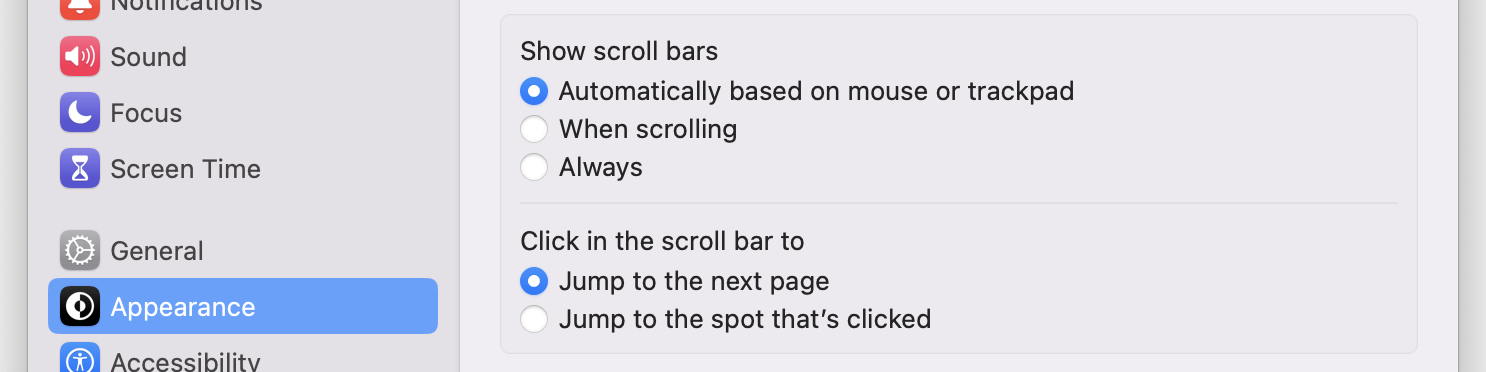 Notifications
Sound
Focus
Screen Time
General
Appearance
Accessibility
Show scroll bars
Automatically based on mouse or trackpad
When scrolling
Always
Click in the scroll bar to
Jump to the next page
Jump to the spot that's clicked